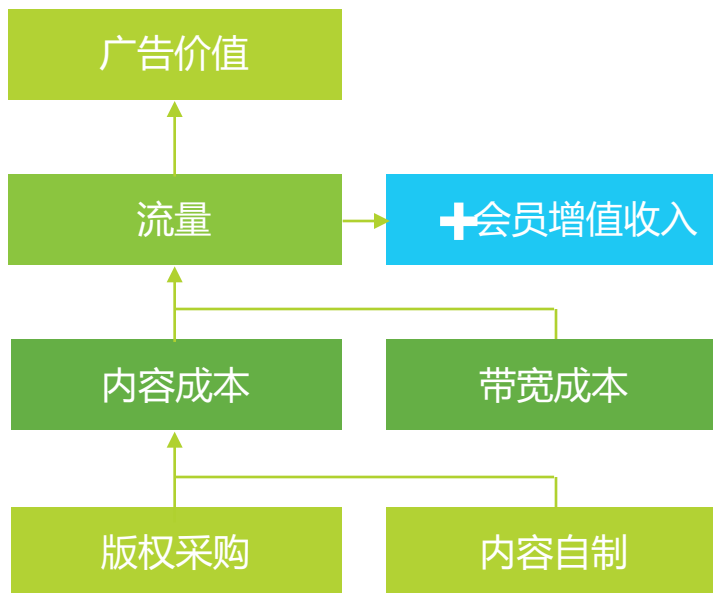 广告价值
流量
+会员增值收入
内容成本
带宽成本
版权采购
内容自制